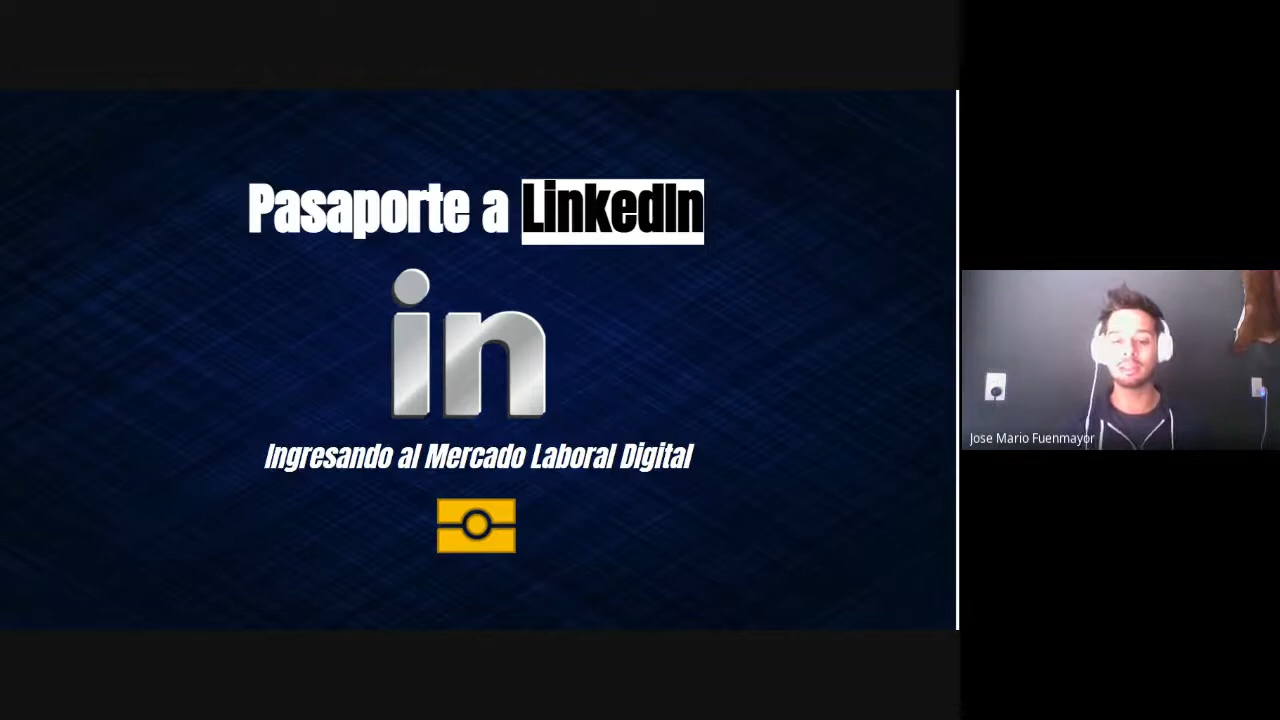 Pasaporte a LinkedIn
in
Ingresando al Mercado Laboral Digital
Jose Mario Fuenmayor